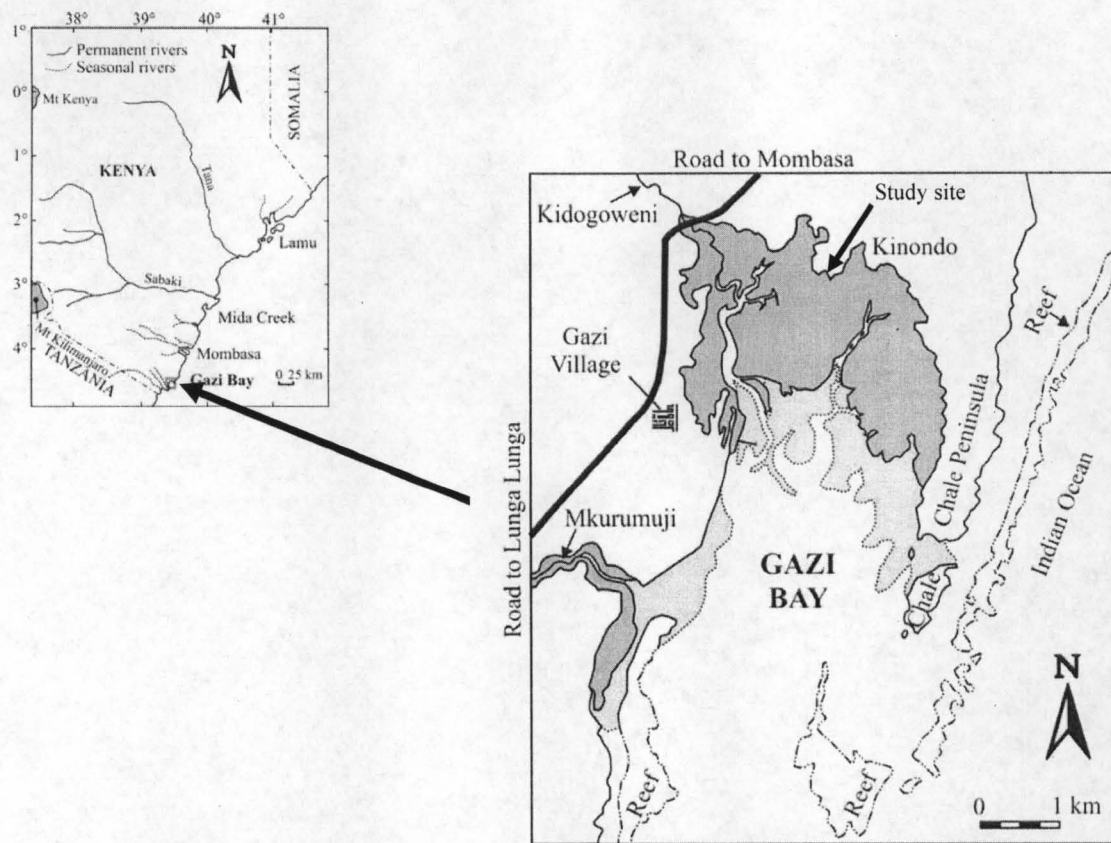 38° 39° 40° 41°
1°
0°
1°
2°
3°
4°
Permanent rivers
Seasonal rivers
N
Mt Kenya
SOMALIA
KENYA
Tana
Lamu
Sabaki
Mida Creek
Mt Kilimanjaro
TANZANIA
Mombasa
Gazi Bay
0 25 km
Road to Mombasa
Kidogoweni
Study site
Kinondo
Reef
Gazi
Village
Chale Peninsula
Indian Ocean
Road to Lunga Lunga
Mkurumuji
GAZI
BAY
Chale
N
Reef
Reef
0 1 km